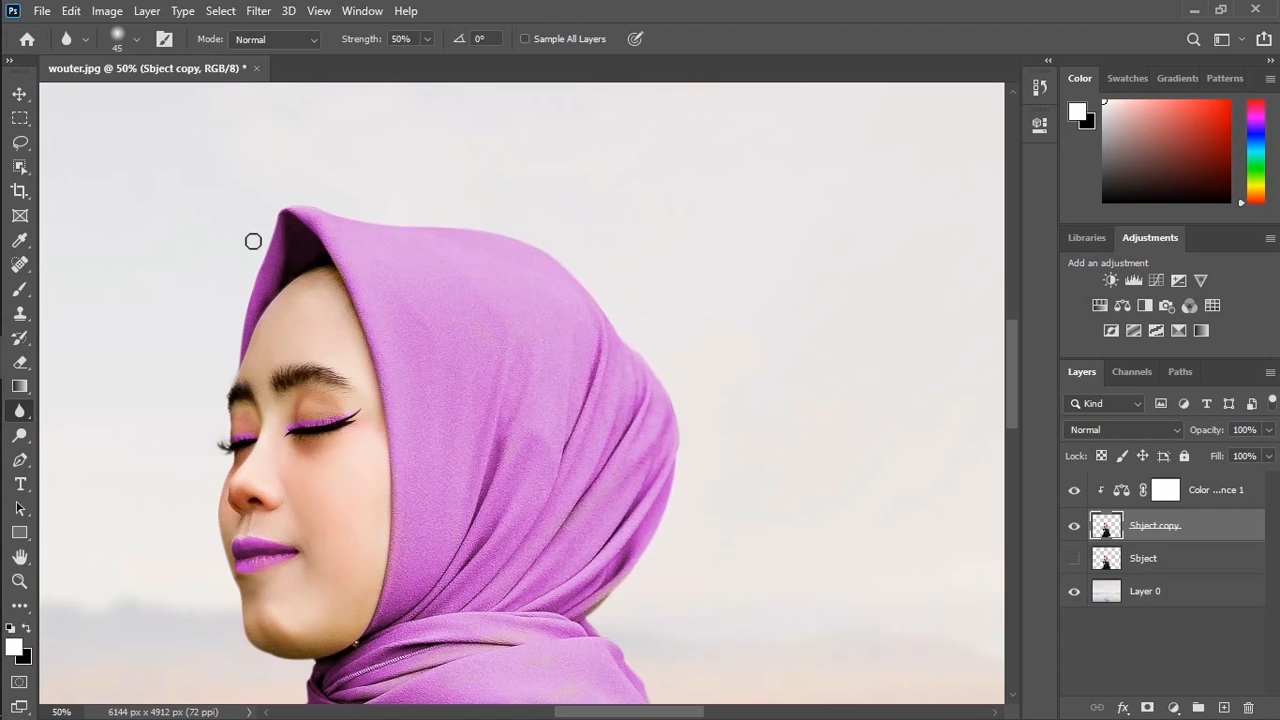 Ps File Edit Image Layer Type Select Filter 3D View Window Help
45 Mode: Normal Strength: 50% 0° Sample All Layers
wouter.jpg @ 50% (Sbject copy, RGB/8) * ×
Color Swatches Gradients Patterns
Libraries Adjustments
Add an adjustment
Layers Channels Paths
Kind
Normal Opacity: 100%
Lock: Fill: 100%
Color ...nce 1
Sbject copy
Sbject
Layer 0
50% 6144 px x 4912 px (72 ppi)